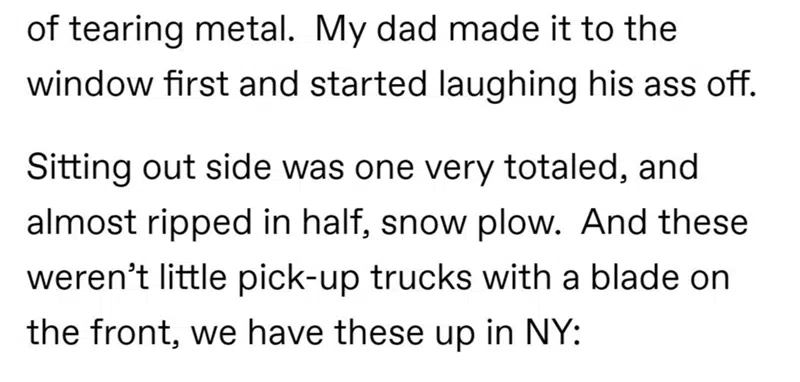 of tearing metal.  My dad made it to the
window first and started laughing his ass off.
Sitting out side was one very totaled, and
almost ripped in half, snow plow.  And these
weren’t little pick-up trucks with a blade on
the front, we have these up in NY: